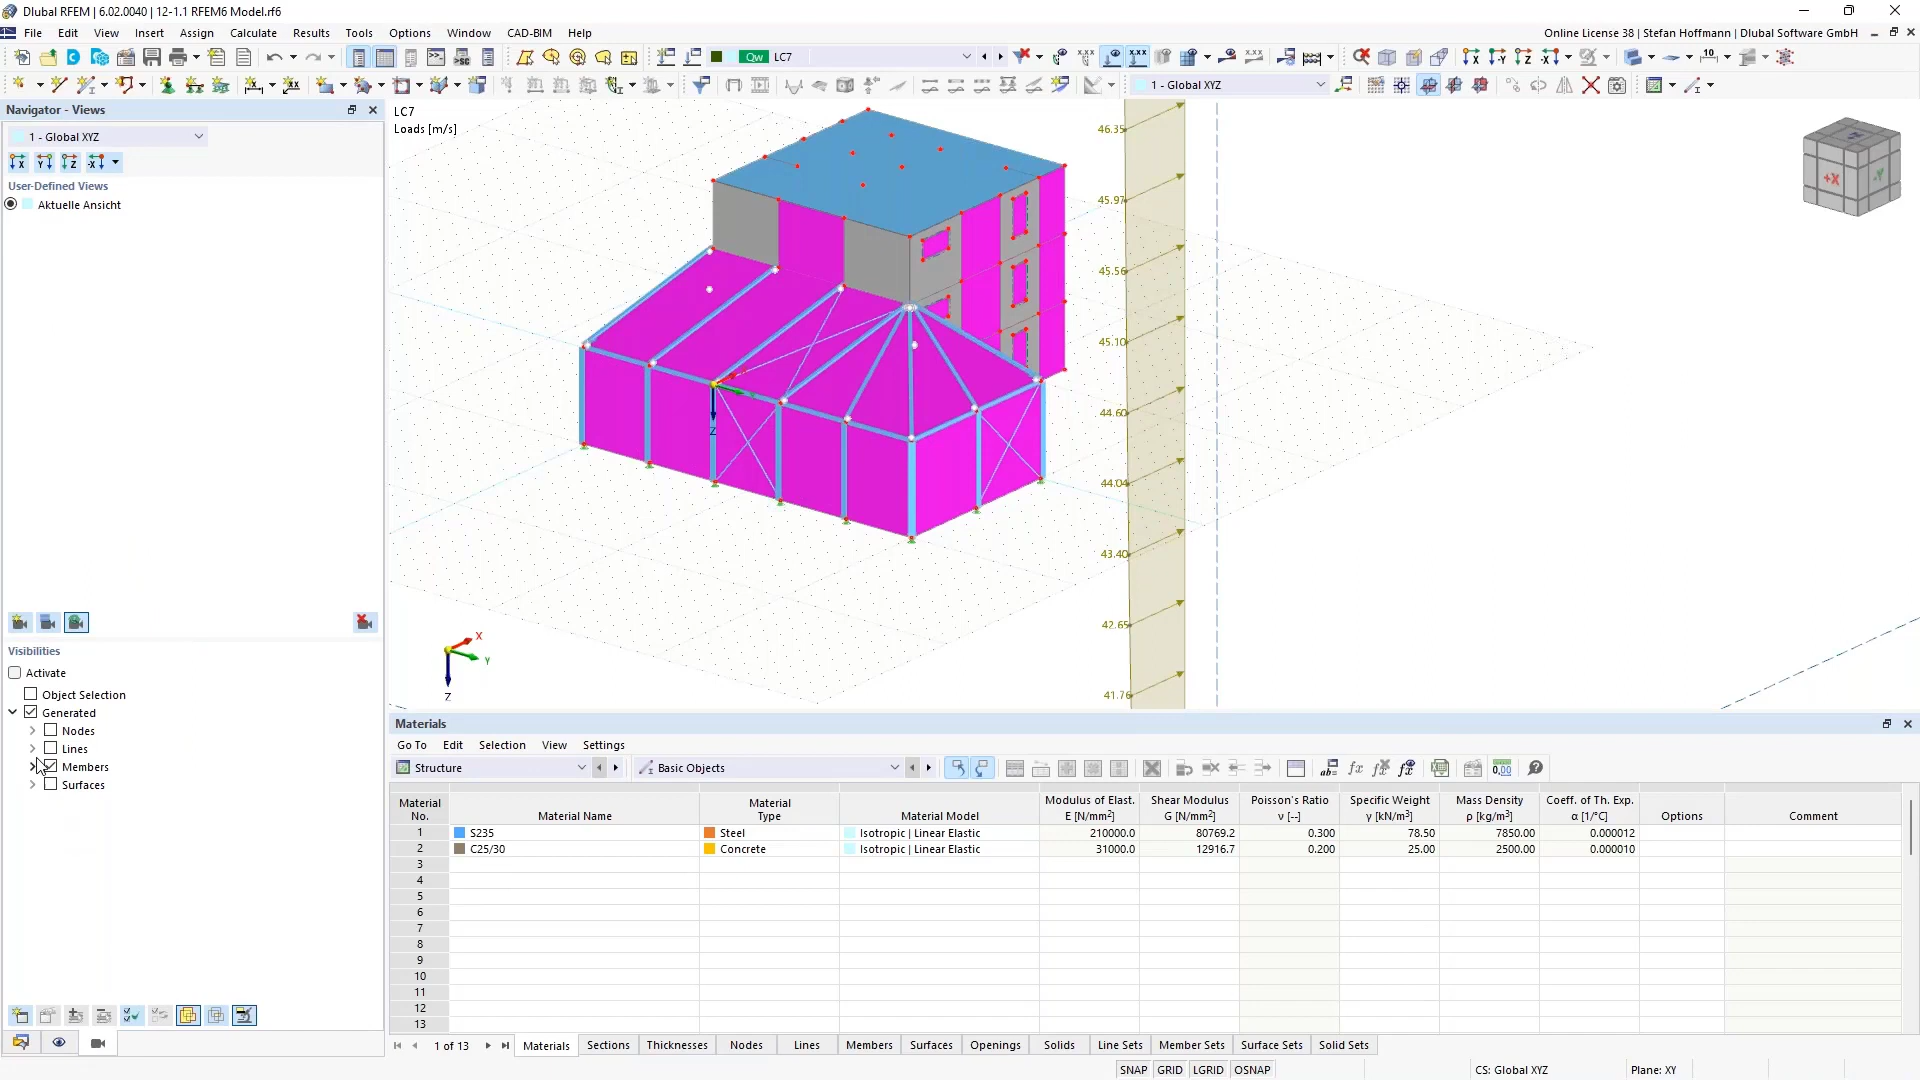 Dlubal RFEM | 6.02.0040 | 12-1.1 RFEM6 Model.rf6
File Edit View Insert Assign Calculate Results Tools Options Window CAD-BIM Help
Online License 38 | Stefan Hoffmann | Dlubal Software GmbH
Qw LC7
1 - Global XYZ
Navigator - Views
1 - Global XYZ
User-Defined Views
Aktuelle Ansicht
Visibilities
Activate
Object Selection
Generated
Nodes
Lines
Members
Surfaces
LC7
Loads [m/s]
46.35
45.97
45.56
45.10
44.60
44.04
43.40
42.65
41.76
+X
-Y
Z
X
Y
Z
Materials
Go To Edit Selection View Settings
Structure
Basic Objects
Material No. Material Name Material Type Material Model Modulus of Elast. E [N/mm²] Shear Modulus G [N/mm²] Poisson's Ratio ν [--] Specific Weight γ [kN/m³] Mass Density ρ [kg/m³] Coeff. of Th. Exp. α [1/°C] Options Comment
1 S235 Steel Isotropic | Linear Elastic 210000.0 80769.2 0.300 78.50 7850.00 0.000012
2 C25/30 Concrete Isotropic | Linear Elastic 31000.0 12916.7 0.200 25.00 2500.00 0.000010
3
4
5
6
7
8
9
10
11
12
13
1 of 13 Materials Sections Thicknesses Nodes Lines Members Surfaces Openings Solids Line Sets Member Sets Surface Sets Solid Sets
SNAP GRID LGRID OSNAP
CS: Global XYZ
Plane: XY